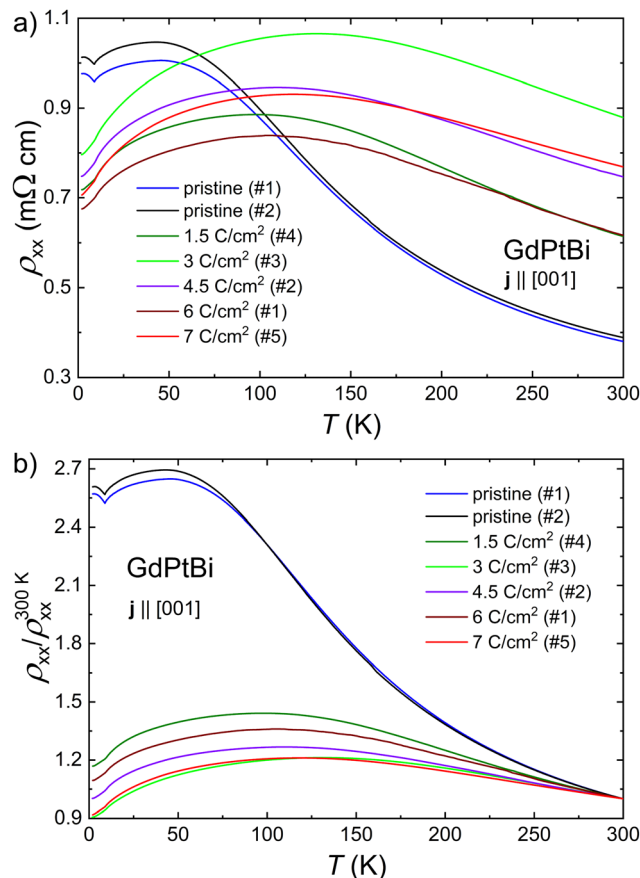 a)
1.1
0.9
0.7
0.5
0.3
ρxx (mΩ cm)
pristine (#1)
pristine (#2)
1.5 C/cm² (#4)
3 C/cm² (#3)
4.5 C/cm² (#2)
6 C/cm² (#1)
7 C/cm² (#5)
GdPtBi
j || [001]
0 50 100 150 200 250 300
T (K)
b)
2.7
2.4
2.1
1.8
1.5
1.2
0.9
ρxx/ρxx300 K
GdPtBi
j || [001]
pristine (#1)
pristine (#2)
1.5 C/cm² (#4)
3 C/cm² (#3)
4.5 C/cm² (#2)
6 C/cm² (#1)
7 C/cm² (#5)
0 50 100 150 200 250 300
T (K)